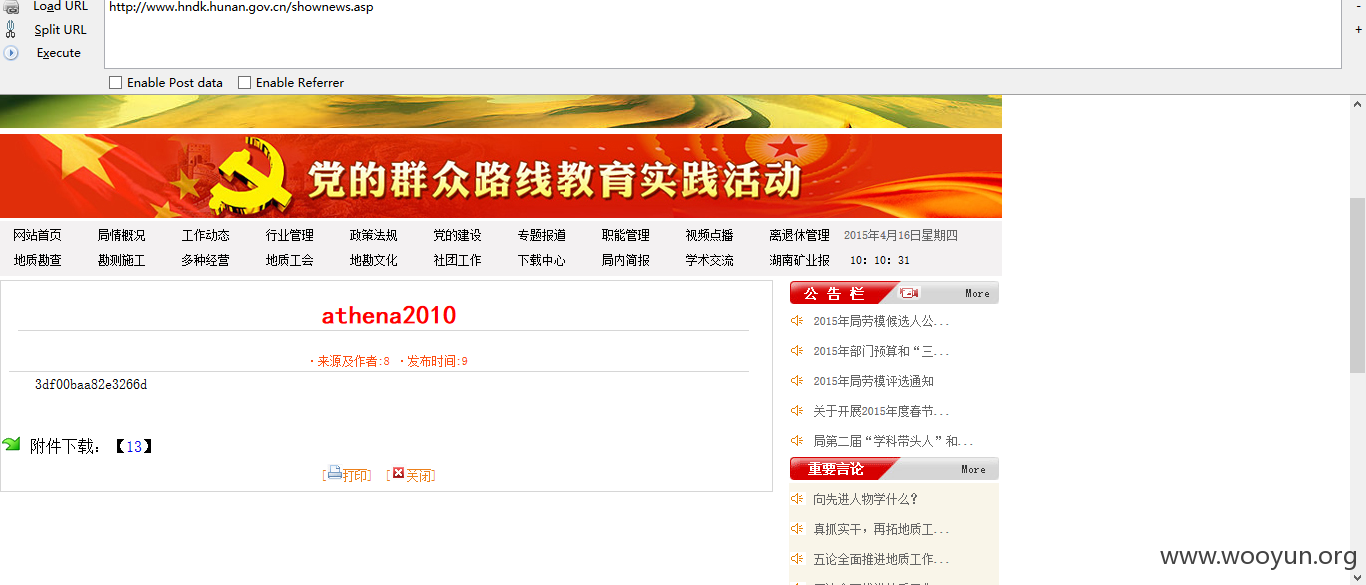 Load URL
http://www.hndk.hunan.gov.cn/shownews.asp
-
Split URL
+
Execute
Enable Post data
Enable Referrer
党的群众路线教育实践活动
网站首页 局情概况 工作动态 行业管理 政策法规 党的建设 专题报道 职能管理 视频点播 离退休管理 2015年4月16日星期四
地质勘查 勘测施工 多种经营 地质工会 地勘文化 社团工作 下载中心 局内简报 学术交流 湖南矿业报 10: 10: 31
athena2010
·来源及作者:8 ·发布时间:9
3df00baa82e3266d
附件下载：【13】
[打印] [关闭]
公 告 栏 More
2015年局劳模候选人公...
2015年部门预算和“三...
2015年局劳模评选通知
关于开展2015年度春节...
局第二届“学科带头人”和...
重要言论 More
向先进人物学什么?
真抓实干，再拓地质工...
五论全面推进地质工作...
www.wooyun.org